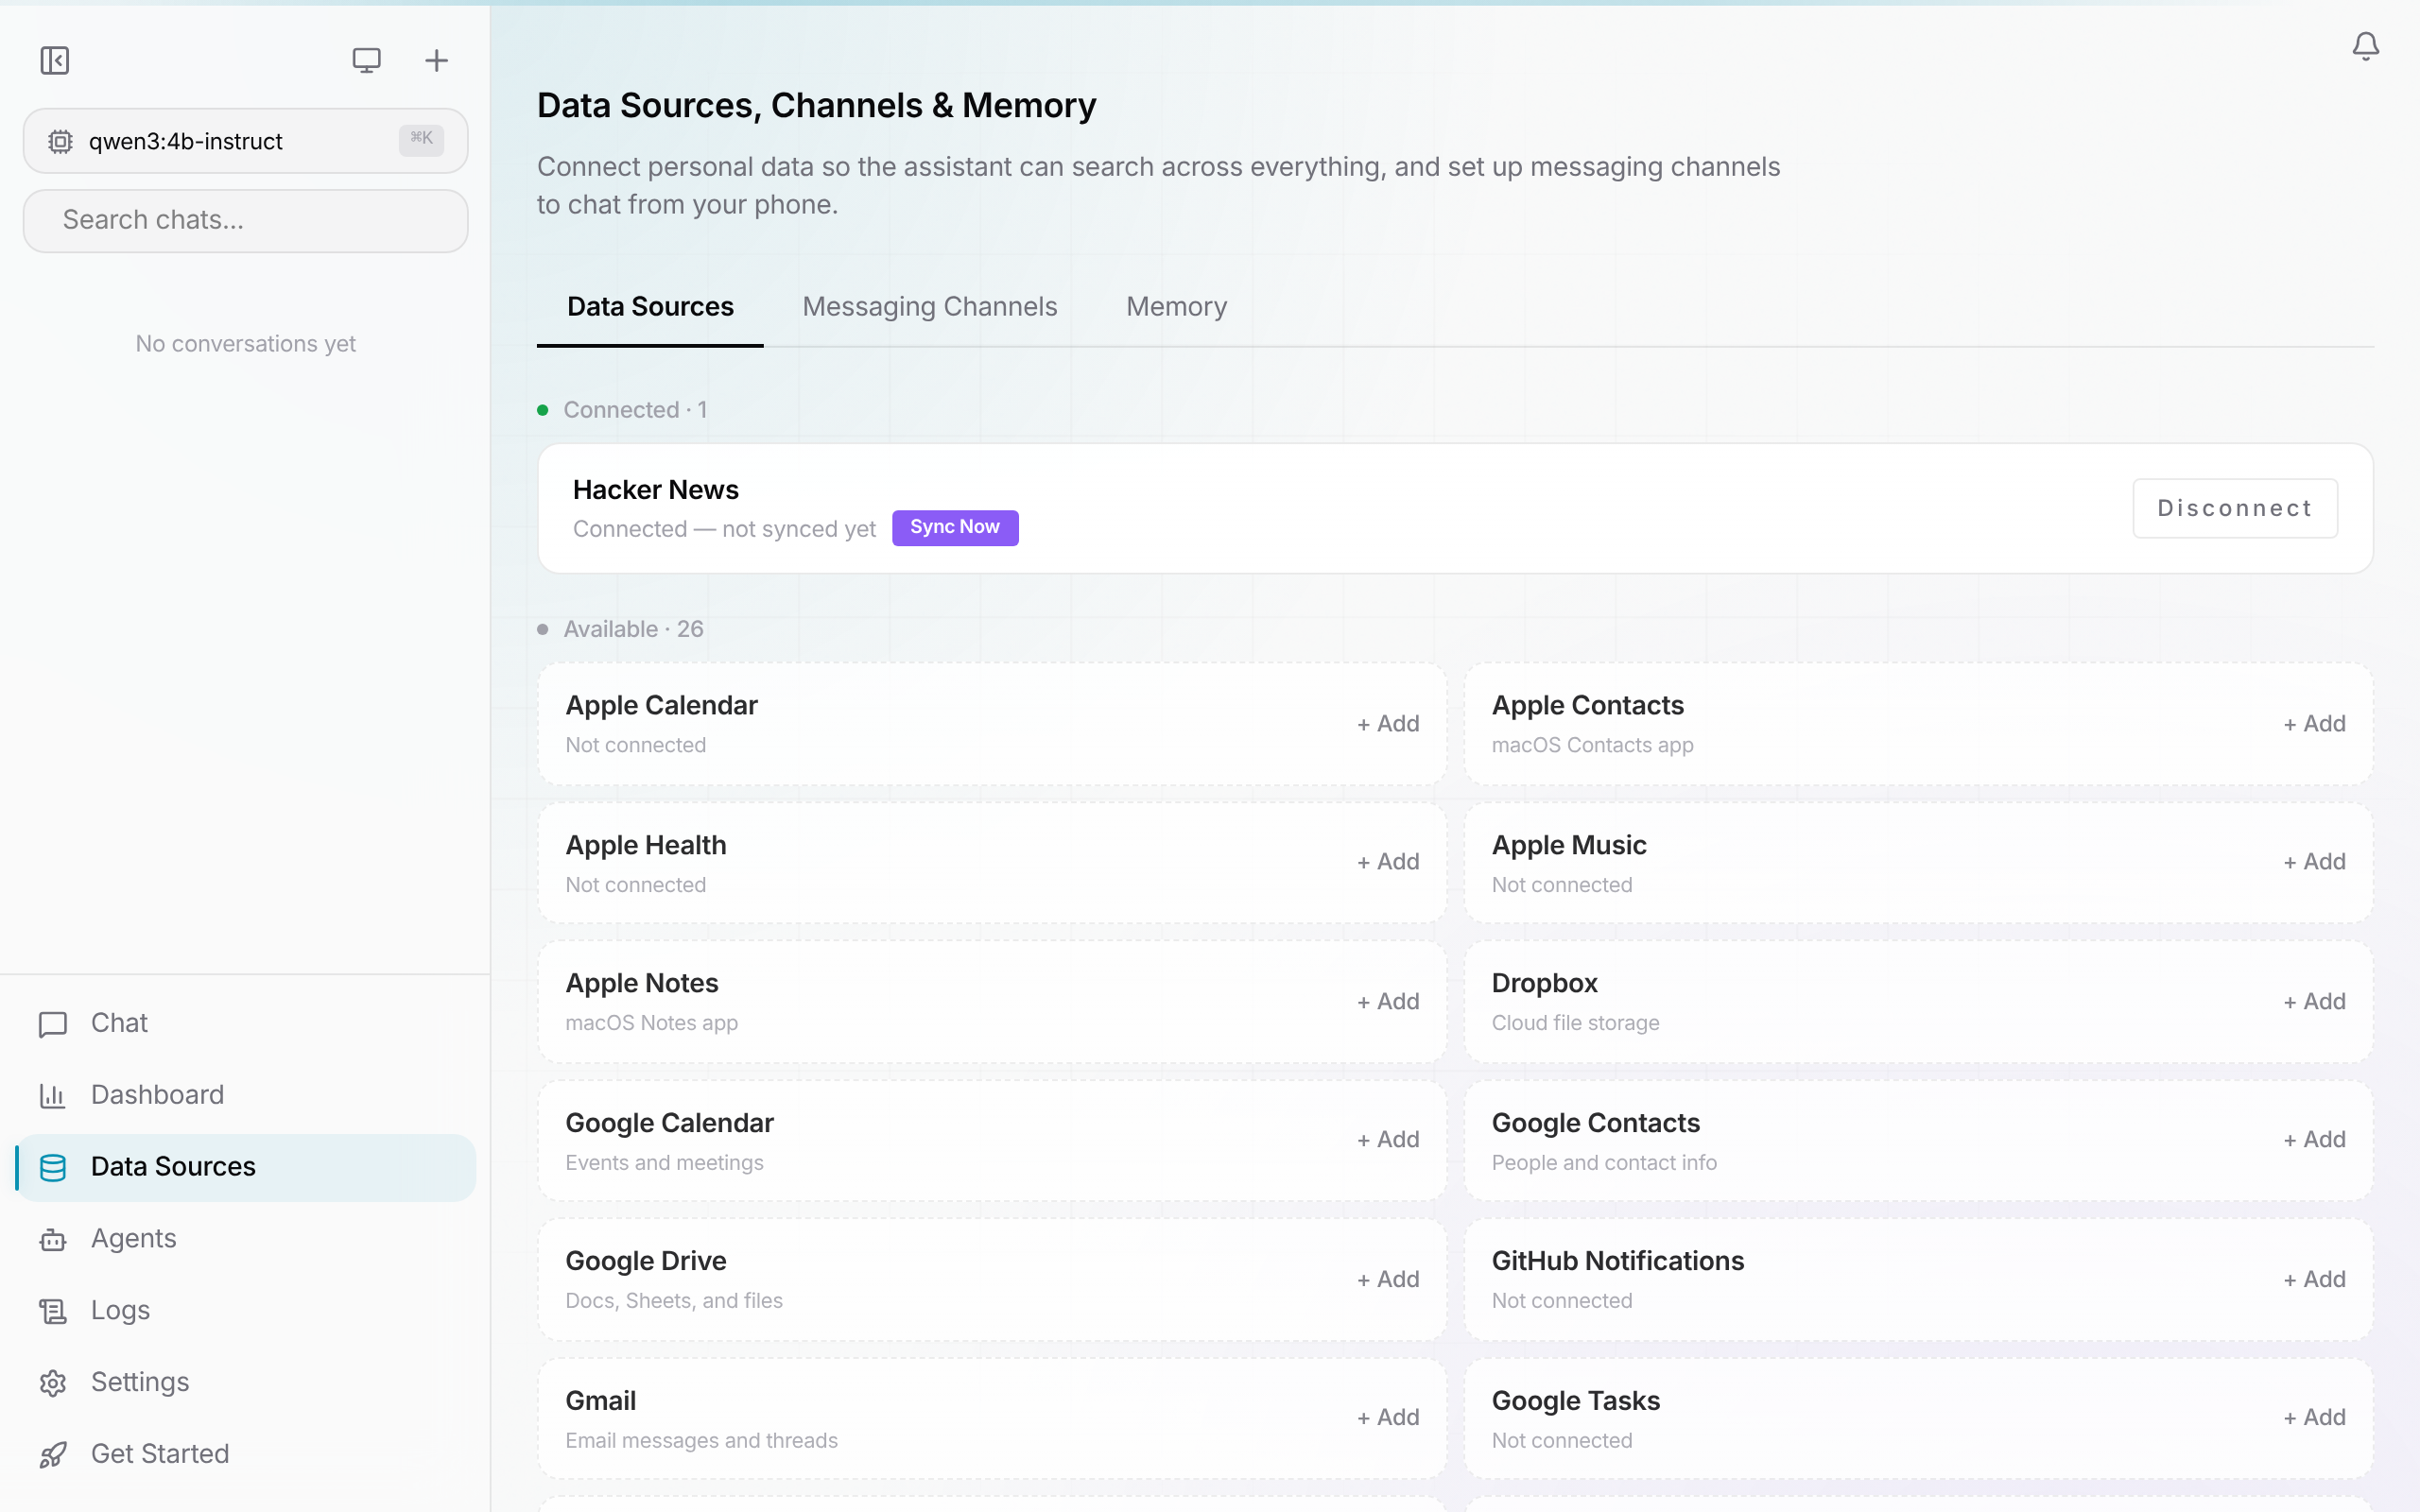 qwen3:4b-instruct
⌘K
Search chats...
No conversations yet
Chat
Dashboard
Data Sources
Agents
Logs
Settings
Get Started
Data Sources, Channels & Memory
Connect personal data so the assistant can search across everything, and set up messaging channels
to chat from your phone.
Data Sources
Messaging Channels
Memory
Connected · 1
Hacker News
Connected — not synced yet
Sync Now
Disconnect
Available · 26
Apple Calendar
Not connected
+ Add
Apple Contacts
macOS Contacts app
+ Add
Apple Health
Not connected
+ Add
Apple Music
Not connected
+ Add
Apple Notes
macOS Notes app
+ Add
Dropbox
Cloud file storage
+ Add
Google Calendar
Events and meetings
+ Add
Google Contacts
People and contact info
+ Add
Google Drive
Docs, Sheets, and files
+ Add
GitHub Notifications
Not connected
+ Add
Gmail
Email messages and threads
+ Add
Google Tasks
Not connected
+ Add